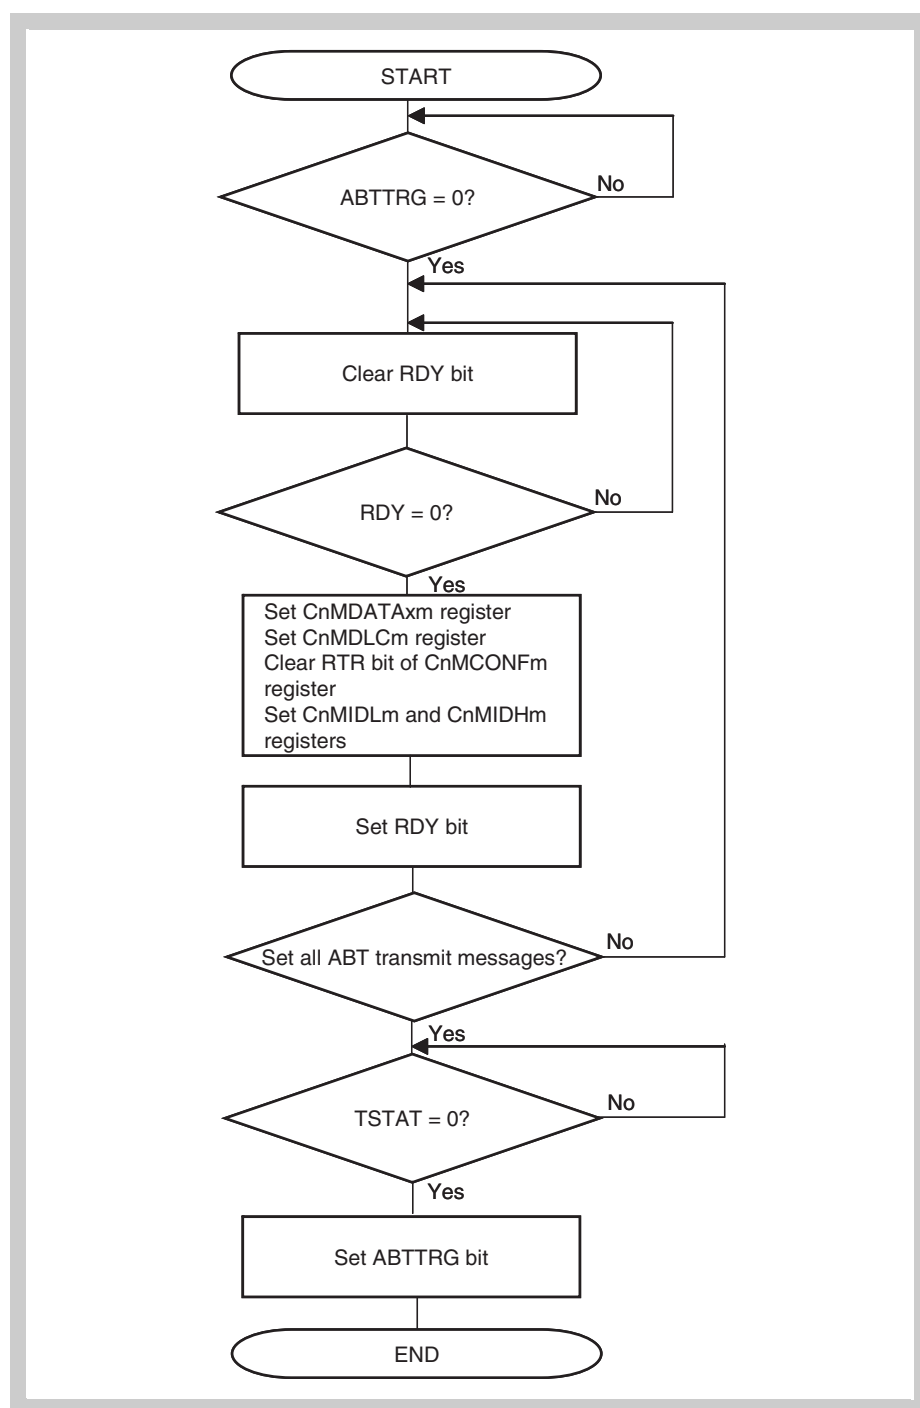 START
ABTTRG = 0?
No
Yes
Clear RDY bit
RDY = 0?
No
Yes
Set CnMDATAxm register
Set CnMDLCm register
Clear RTR bit of CnMCONFm
register
Set CnMIDLm and CnMIDHm
registers
Set RDY bit
Set all ABT transmit messages?
No
Yes
TSTAT = 0?
No
Yes
Set ABTTRG bit
END